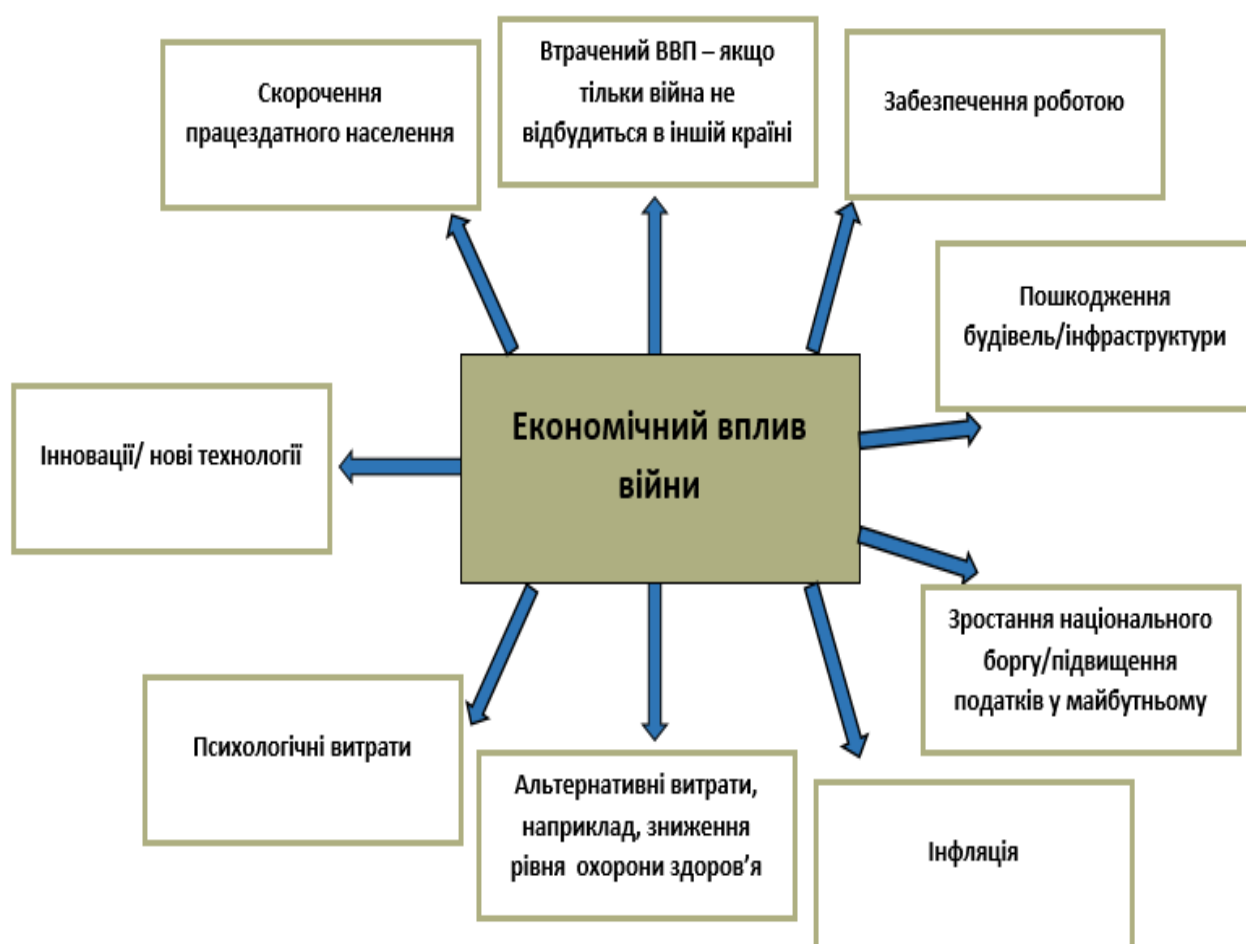 Скорочення
працездатного населення
Втрачений ВВП – якщо
тільки війна не
відбудиться в іншій країні
Забезпечення роботою
Пошкодження
будівель/інфраструктури
Економічний вплив
війни
Інновації/ нові технології
Зростання національного
боргу/підвищення
податків у майбутньому
Психологічні витрати
Альтернативні витрати,
наприклад, зниження
рівня охорони здоров’я
Інфляція